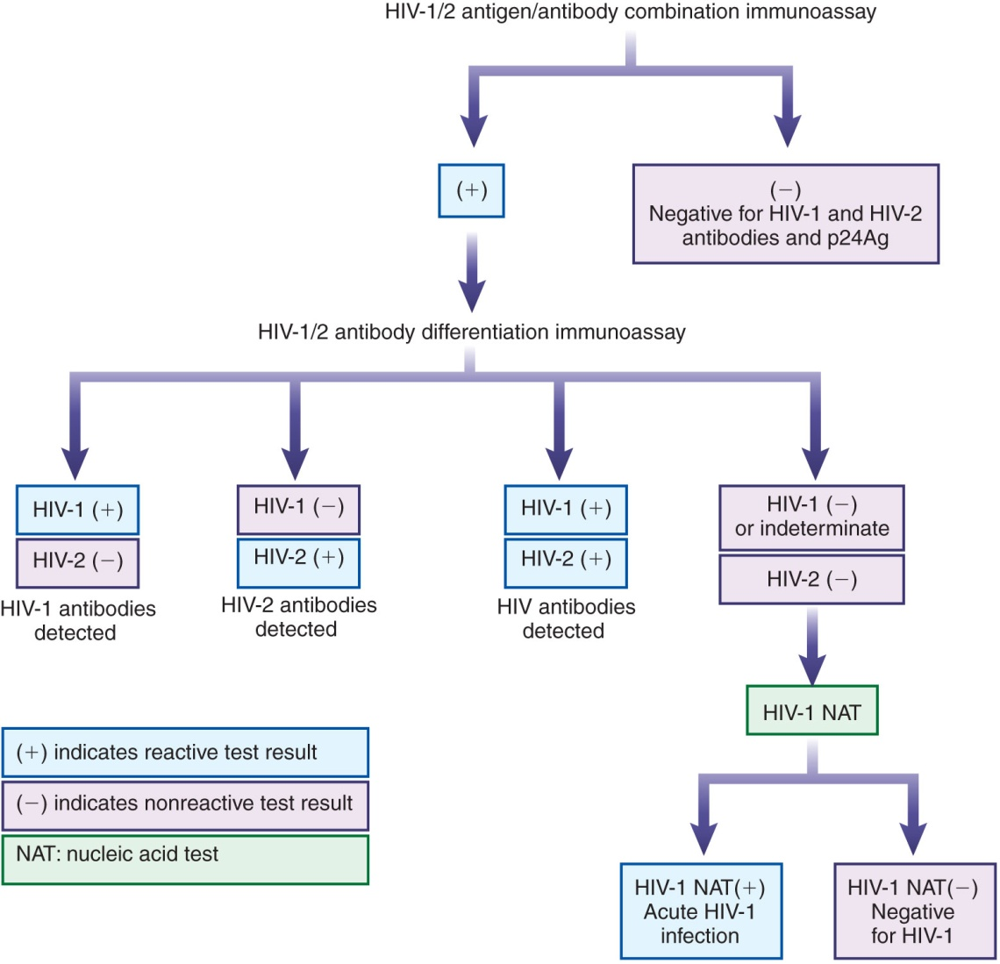 HIV-1/2 antigen/antibody combination immunoassay
(+)
(−)
Negative for HIV-1 and HIV-2
antibodies and p24Ag
HIV-1/2 antibody differentiation immunoassay
HIV-1 (+)
HIV-2 (−)
HIV-1 antibodies
detected
HIV-1 (−)
HIV-2 (+)
HIV-2 antibodies
detected
HIV-1 (+)
HIV-2 (+)
HIV antibodies
detected
HIV-1 (−)
or indeterminate
HIV-2 (−)
HIV-1 NAT
HIV-1 NAT(+)
Acute HIV-1
infection
HIV-1 NAT(−)
Negative
for HIV-1
(+) indicates reactive test result
(−) indicates nonreactive test result
NAT: nucleic acid test